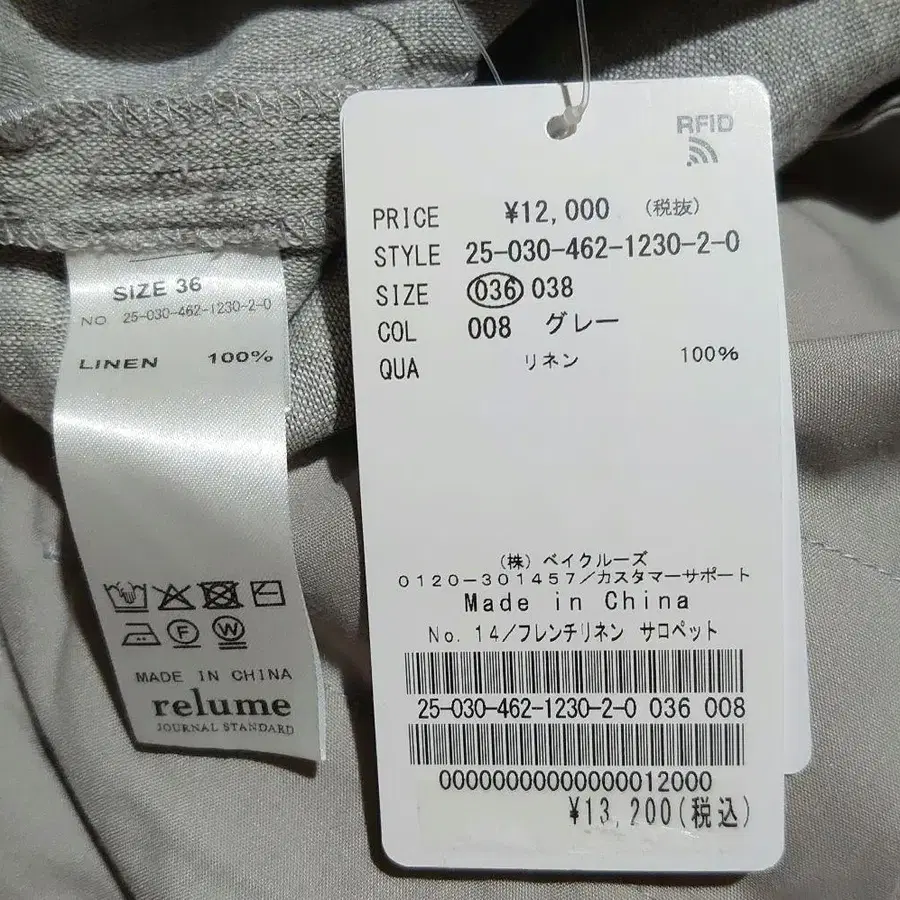 SIZE 36
NO 25-030-462-1230-2-0
LINEN 100%
MADE IN CHINA
relume
JOURNAL STANDARD
RFID
PRICE ¥12,000 (税抜)
STYLE 25-030-462-1230-2-0
SIZE 036 038
COL 008 グレー
QUA リネン 100%
(株) ベイクルーズ
0120-301457/カスタマーサポート
Made in China
No. 14/フレンチリネン サロペット
25-030-462-1230-2-0 036 008
00000000000000012000
¥13,200(税込)